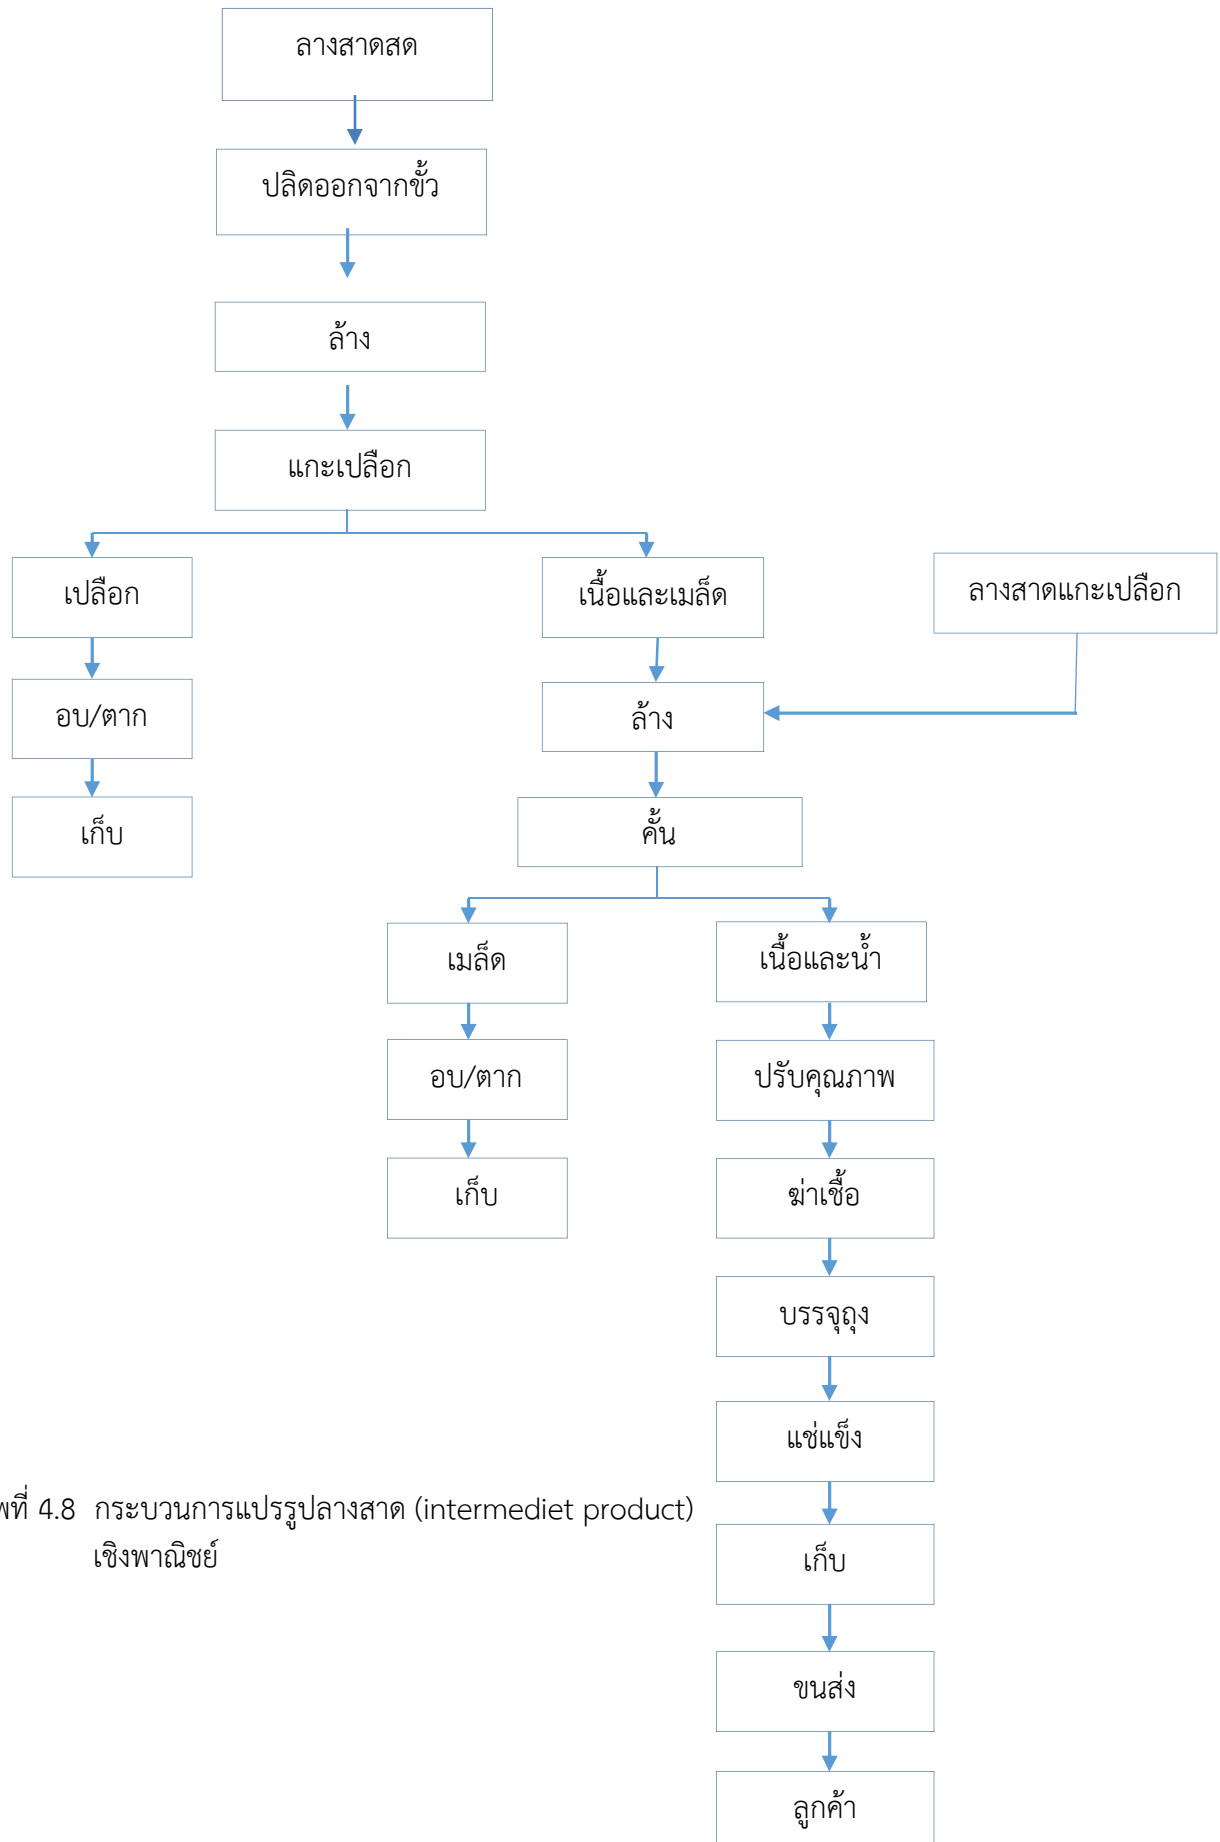 ลางสาดสด
ปลิดออกจากขั้ว
ล้าง
แกะเปลือก
เปลือก
เนื้อและเมล็ด
ลางสาดแกะเปลือก
อบ/ตาก
ล้าง
เก็บ
คั้น
เมล็ด
เนื้อและน้ำ
อบ/ตาก
ปรับคุณภาพ
เก็บ
ฆ่าเชื้อ
บรรจุถุง
แช่แข็ง
ที่ 4.8 กระบวนการแปรรูปลางสาด (intermediet product)
เชิงพาณิชย์
เก็บ
ขนส่ง
ลูกค้า